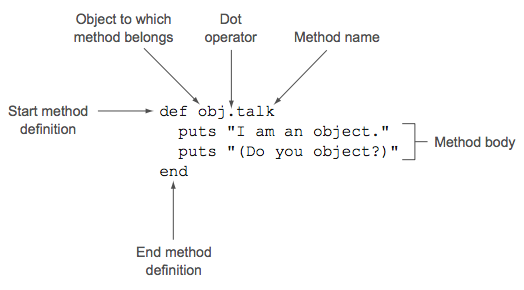 Object to which
method belongs
Dot
operator
Method name
Start method
definition
def obj.talk
puts "I am an object."
puts "(Do you object?)"
end
Method body
End method
definition